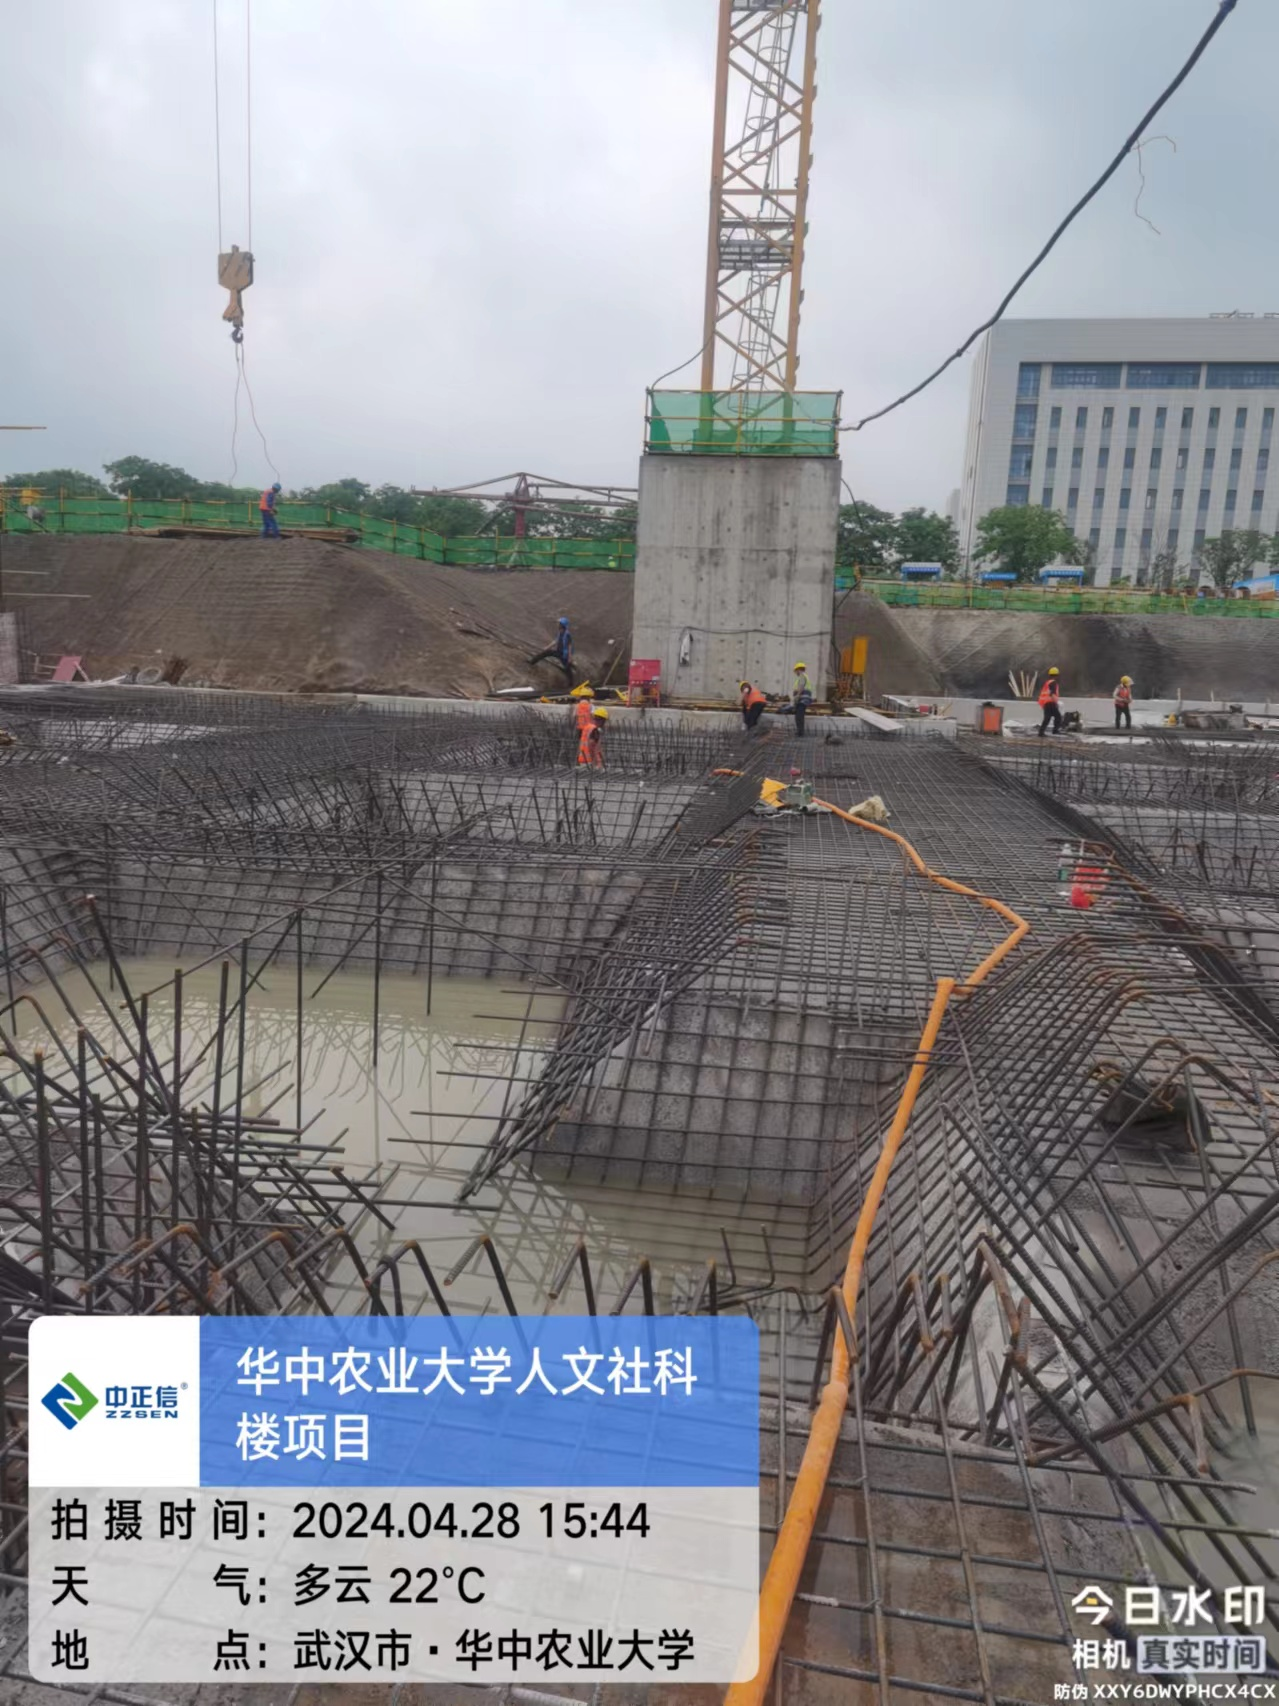 中正信®
ZZSEN
华中农业大学人文社科
楼项目
拍摄时间：2024.04.28 15:44
天气：多云 22℃
地点：武汉市·华中农业大学
今日水印
相机 真实时间
防伪 XXY6DWYPHCX4CX